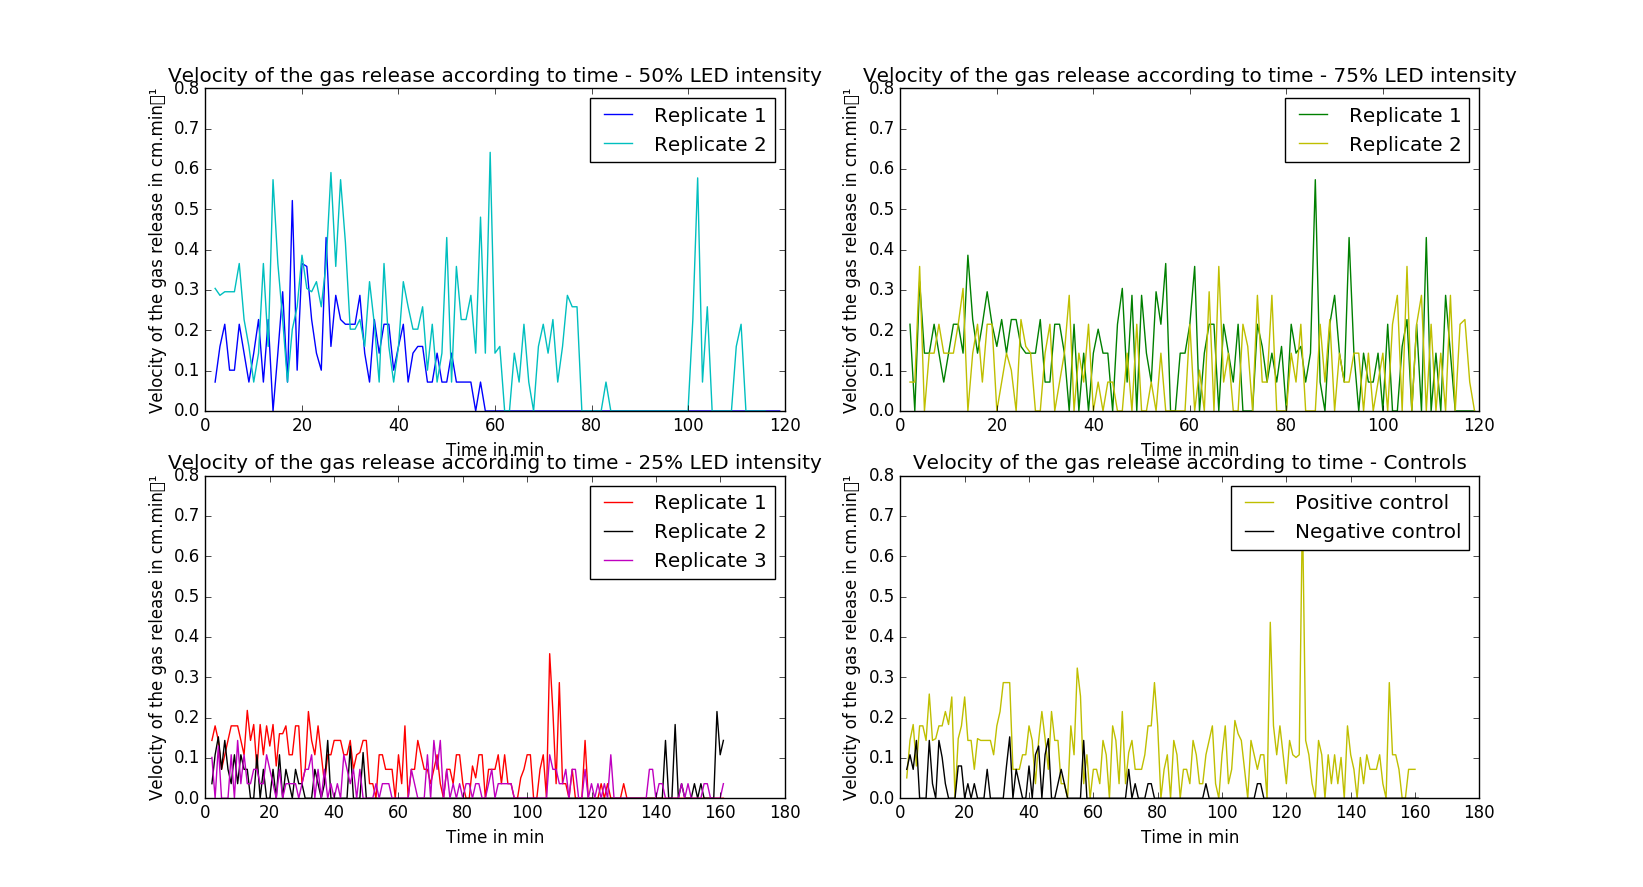 Velocity of the gas release according to time - 50% LED intensity
Velocity of the gas release in cm.min▯¹
0.8
0.7
0.6
0.5
0.4
0.3
0.2
0.1
0.0
Replicate 1
Replicate 2
0 20 40 60 80 100 120
Time in min
Velocity of the gas release according to time - 75% LED intensity
Velocity of the gas release in cm.min▯¹
0.8
0.7
0.6
0.5
0.4
0.3
0.2
0.1
0.0
Replicate 1
Replicate 2
0 20 40 60 80 100 120
Time in min
Velocity of the gas release according to time - 25% LED intensity
Velocity of the gas release in cm.min▯¹
0.8
0.7
0.6
0.5
0.4
0.3
0.2
0.1
0.0
Replicate 1
Replicate 2
Replicate 3
0 20 40 60 80 100 120 140 160 180
Time in min
Velocity of the gas release according to time - Controls
Velocity of the gas release in cm.min▯¹
0.8
0.7
0.6
0.5
0.4
0.3
0.2
0.1
0.0
Positive control
Negative control
0 20 40 60 80 100 120 140 160 180
Time in min